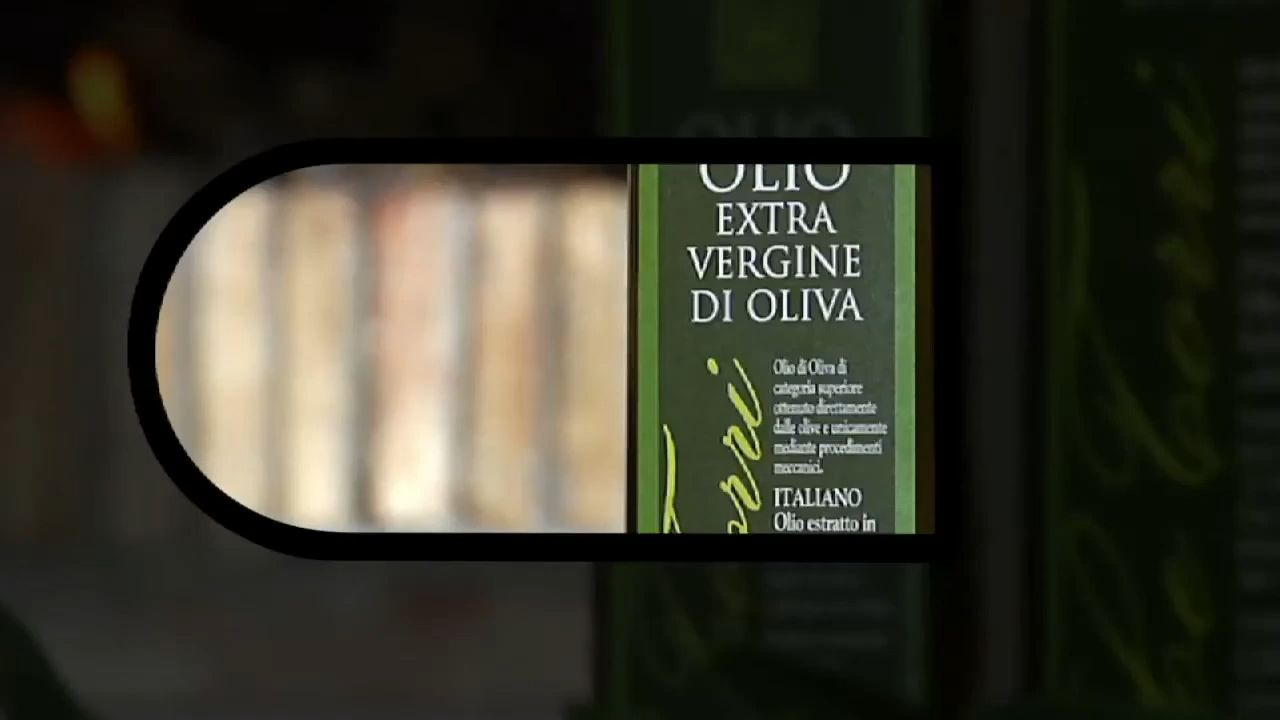 OLIO
EXTRA
VERGINE
DI OLIVA
Olio di Oliva di
categoria superiore
ottenuto direttamente
dalle olive e unicamente
mediante procedimenti
meccanici.
ITALIANO
Olio estratto in